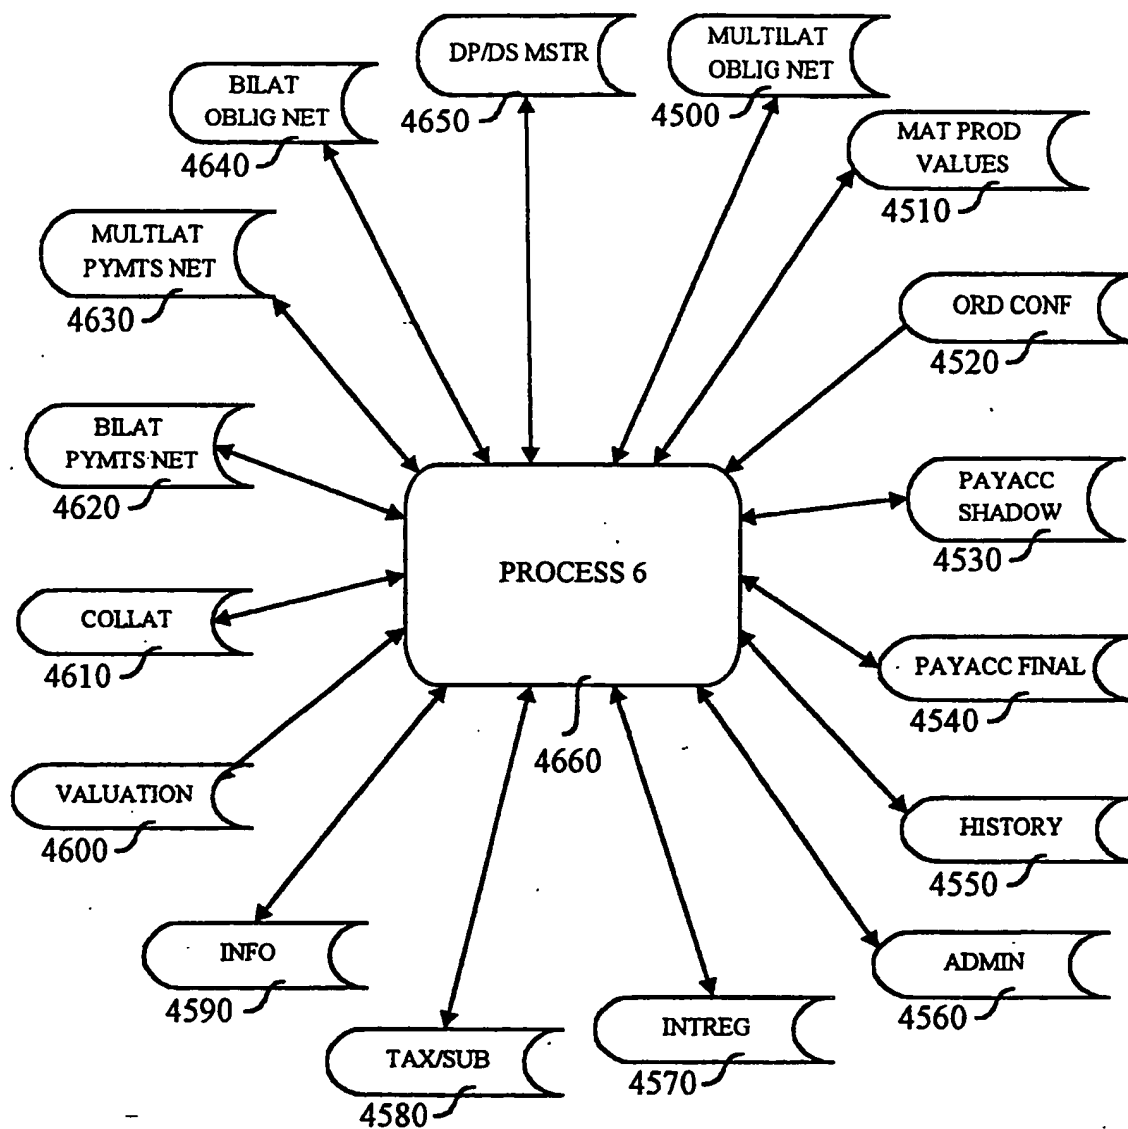 DP/DS MSTR
4650
MULTILAT
OBLIG NET
4500
BILAT
OBLIG NET
4640
MAT PROD
VALUES
4510
MULTLAT
PYMTS NET
4630
ORD CONF
4520
BILAT
PYMTS NET
4620
PAYACC
SHADOW
4530
PROCESS 6
4660
COLLAT
4610
PAYACC FINAL
4540
VALUATION
4600
HISTORY
4550
INFO
4590
ADMIN
4560
TAX/SUB
4580
INTREG
4570